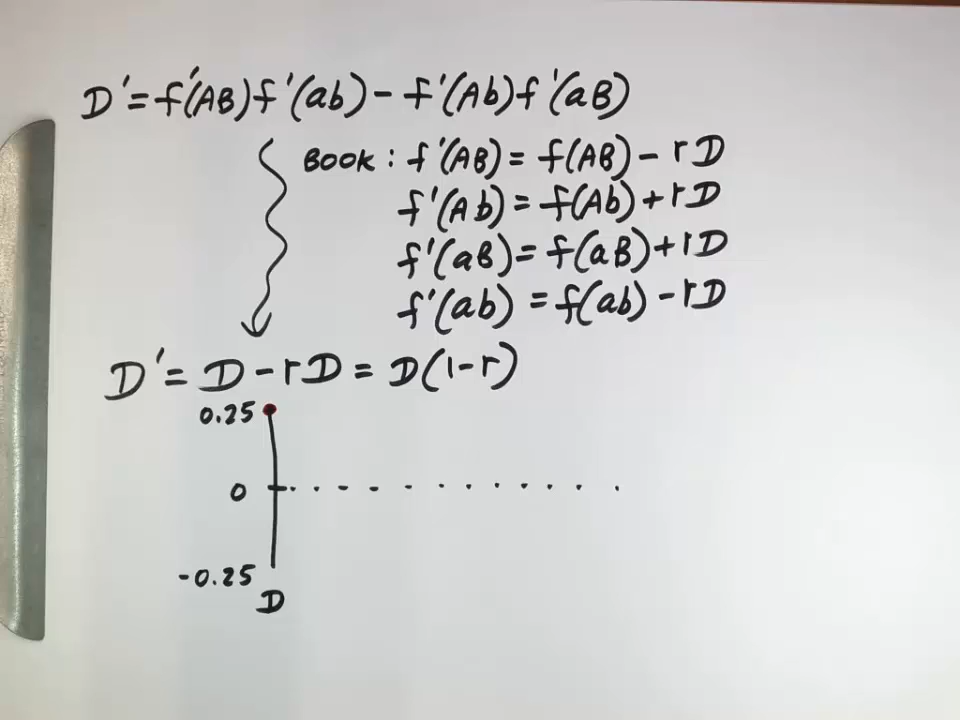 D'=f'(AB)f'(ab)-f'(Ab)f'(aB)
BOOK: f'(AB)=f(AB)-rD
f'(Ab)=f(Ab)+rD
f'(aB)=f(aB)+rD
f'(ab)=f(ab)-rD
D'=D-rD=D(1-r)
0.25
0
-0.25
D